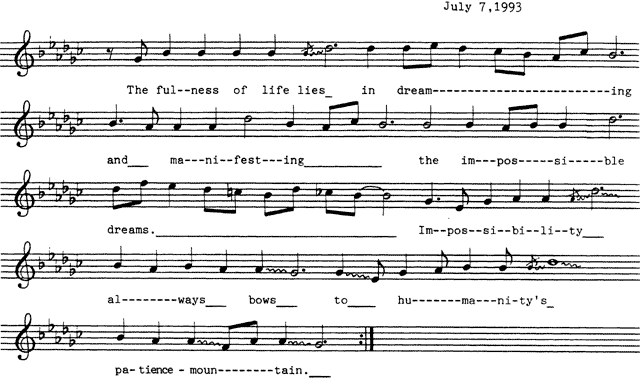 July 7,1993
The ful--ness of life lies_ in dream-------------------------ing
and___ ma---ni--fest---ing___________ the im---pos-----si----ble
dreams.__________________________________ Im--pos--si--bi--li--ty___
al--------ways___ bows___ to____ hu-------ma---ni-ty's_
pa-tience - moun---------tain.___